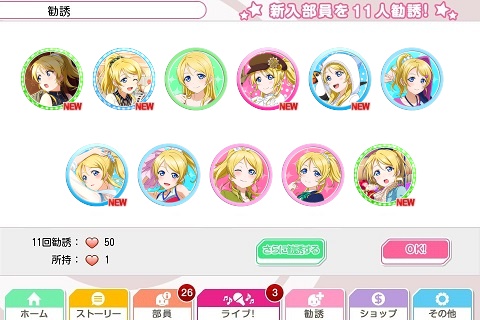 勧誘
新入部員を11人勧誘!
NEW
NEW
NEW
NEW
NEW
NEW
11回勧誘: 50
所持: 1
さらに勧誘する
OK!
26
3
ホーム
ストーリー
部員
ライブ!
勧誘
ショップ
その他